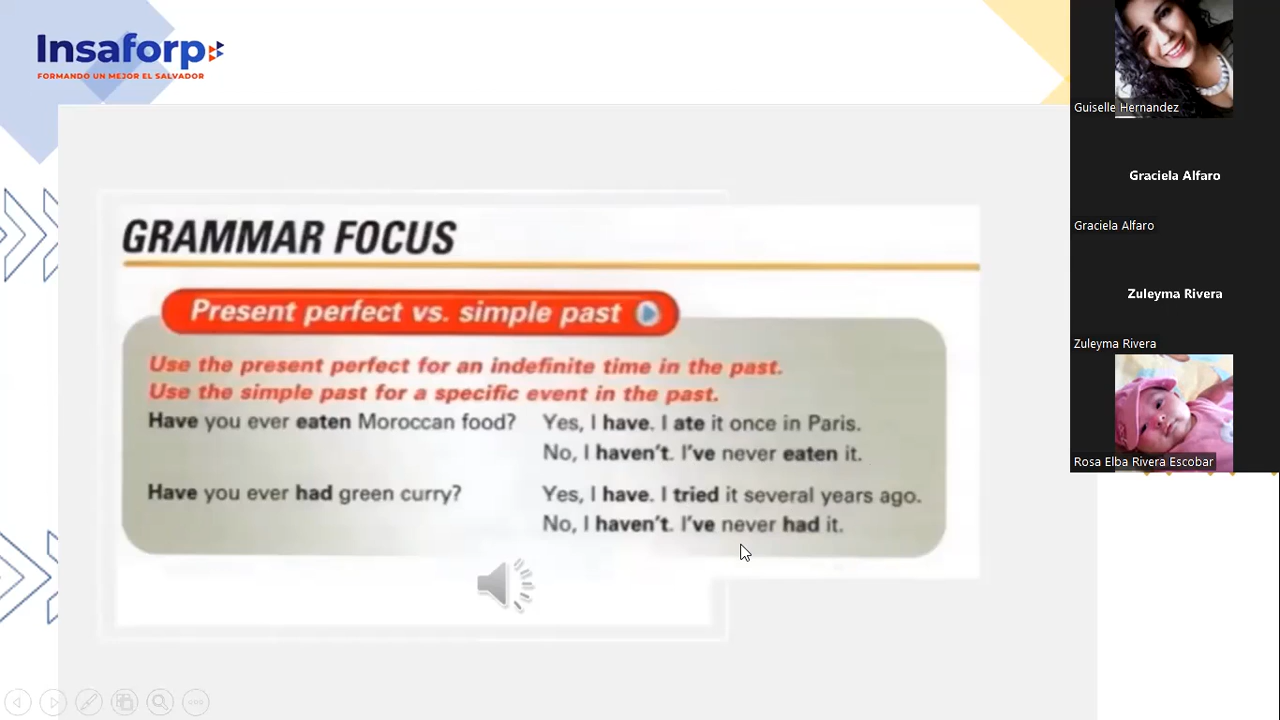 Insaforp
FORMANDO UN MEJOR EL SALVADOR
GRAMMAR FOCUS
Present perfect vs. simple past
Use the present perfect for an indefinite time in the past.
Use the simple past for a specific event in the past.
Have you ever eaten Moroccan food?
Yes, I have. I ate it once in Paris.
No, I haven't. I've never eaten it.
Have you ever had green curry?
Yes, I have. I tried it several years ago.
No, I haven't. I've never had it.
Guiselle Hernandez
Graciela Alfaro
Graciela Alfaro
Zuleyma Rivera
Zuleyma Rivera
Rosa Elba Rivera Escobar